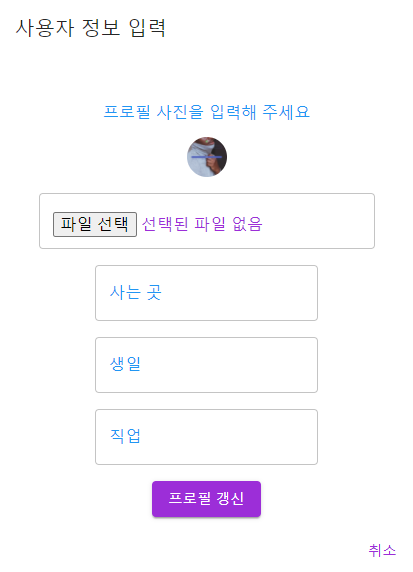 사용자 정보 입력
프로필 사진을 입력해 주세요
파일 선택 선택된 파일 없음
사는 곳
생일
직업
프로필 갱신
취소